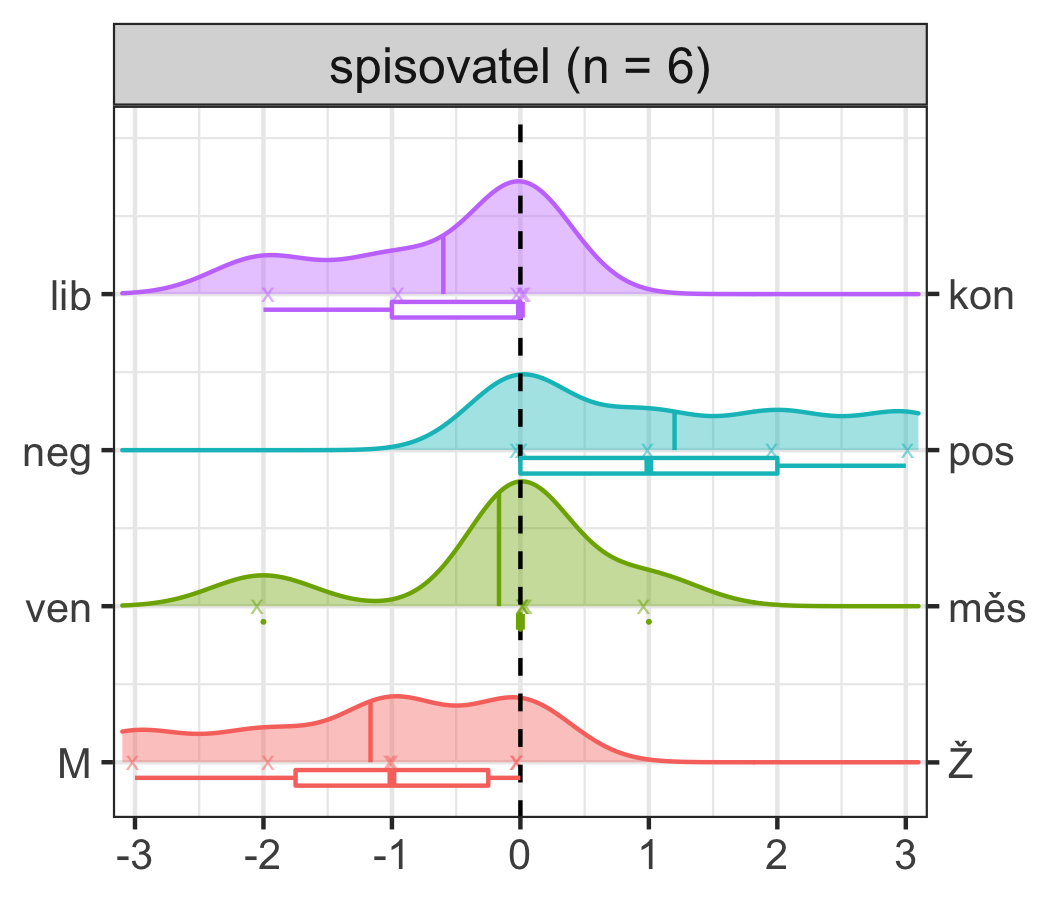 spisovatel (n = 6)
lib kon
neg pos
ven měs
M Ž
-3 -2 -1 0 1 2 3